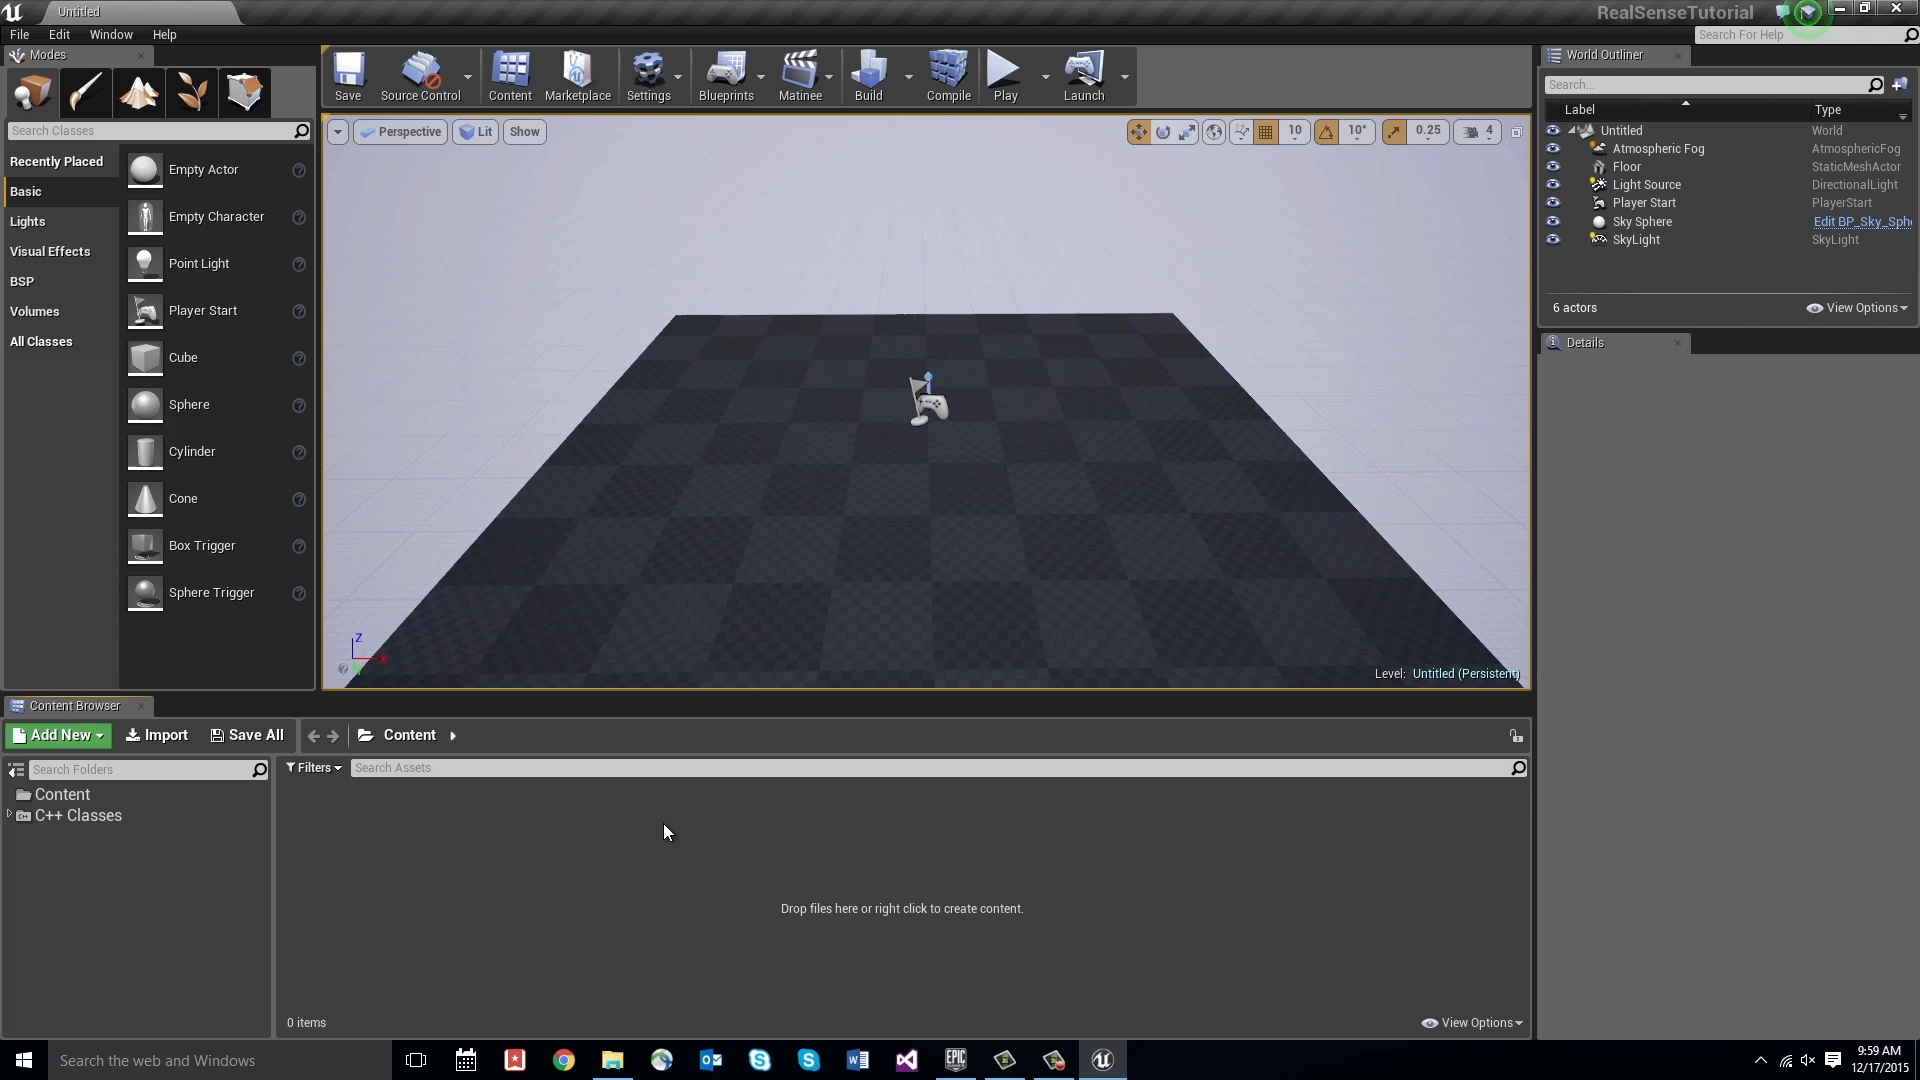 Untitled
RealSenseTutorial
File Edit Window Help
Search For Help
Modes
Search Classes
Recently Placed
Basic
Lights
Visual Effects
BSP
Volumes
All Classes
Empty Actor
Empty Character
Point Light
Player Start
Cube
Sphere
Cylinder
Cone
Box Trigger
Sphere Trigger
Save
Source Control
Content
Marketplace
Settings
Blueprints
Matinee
Build
Compile
Play
Launch
Perspective Lit Show
10 10° 0.25 4
Z
X
Level: Untitled (Persistent)
World Outliner
Search...
Label Type
Untitled World
Atmospheric Fog AtmosphericFog
Floor StaticMeshActor
Light Source DirectionalLight
Player Start PlayerStart
Sky Sphere Edit BP_Sky_Sph
SkyLight SkyLight
6 actors View Options
Details
Content Browser
Add New Import Save All Content
Search Folders
Filters Search Assets
Content
C++ Classes
Drop files here or right click to create content.
0 items View Options
Search the web and Windows
EPIC
9:59 AM
12/17/2015